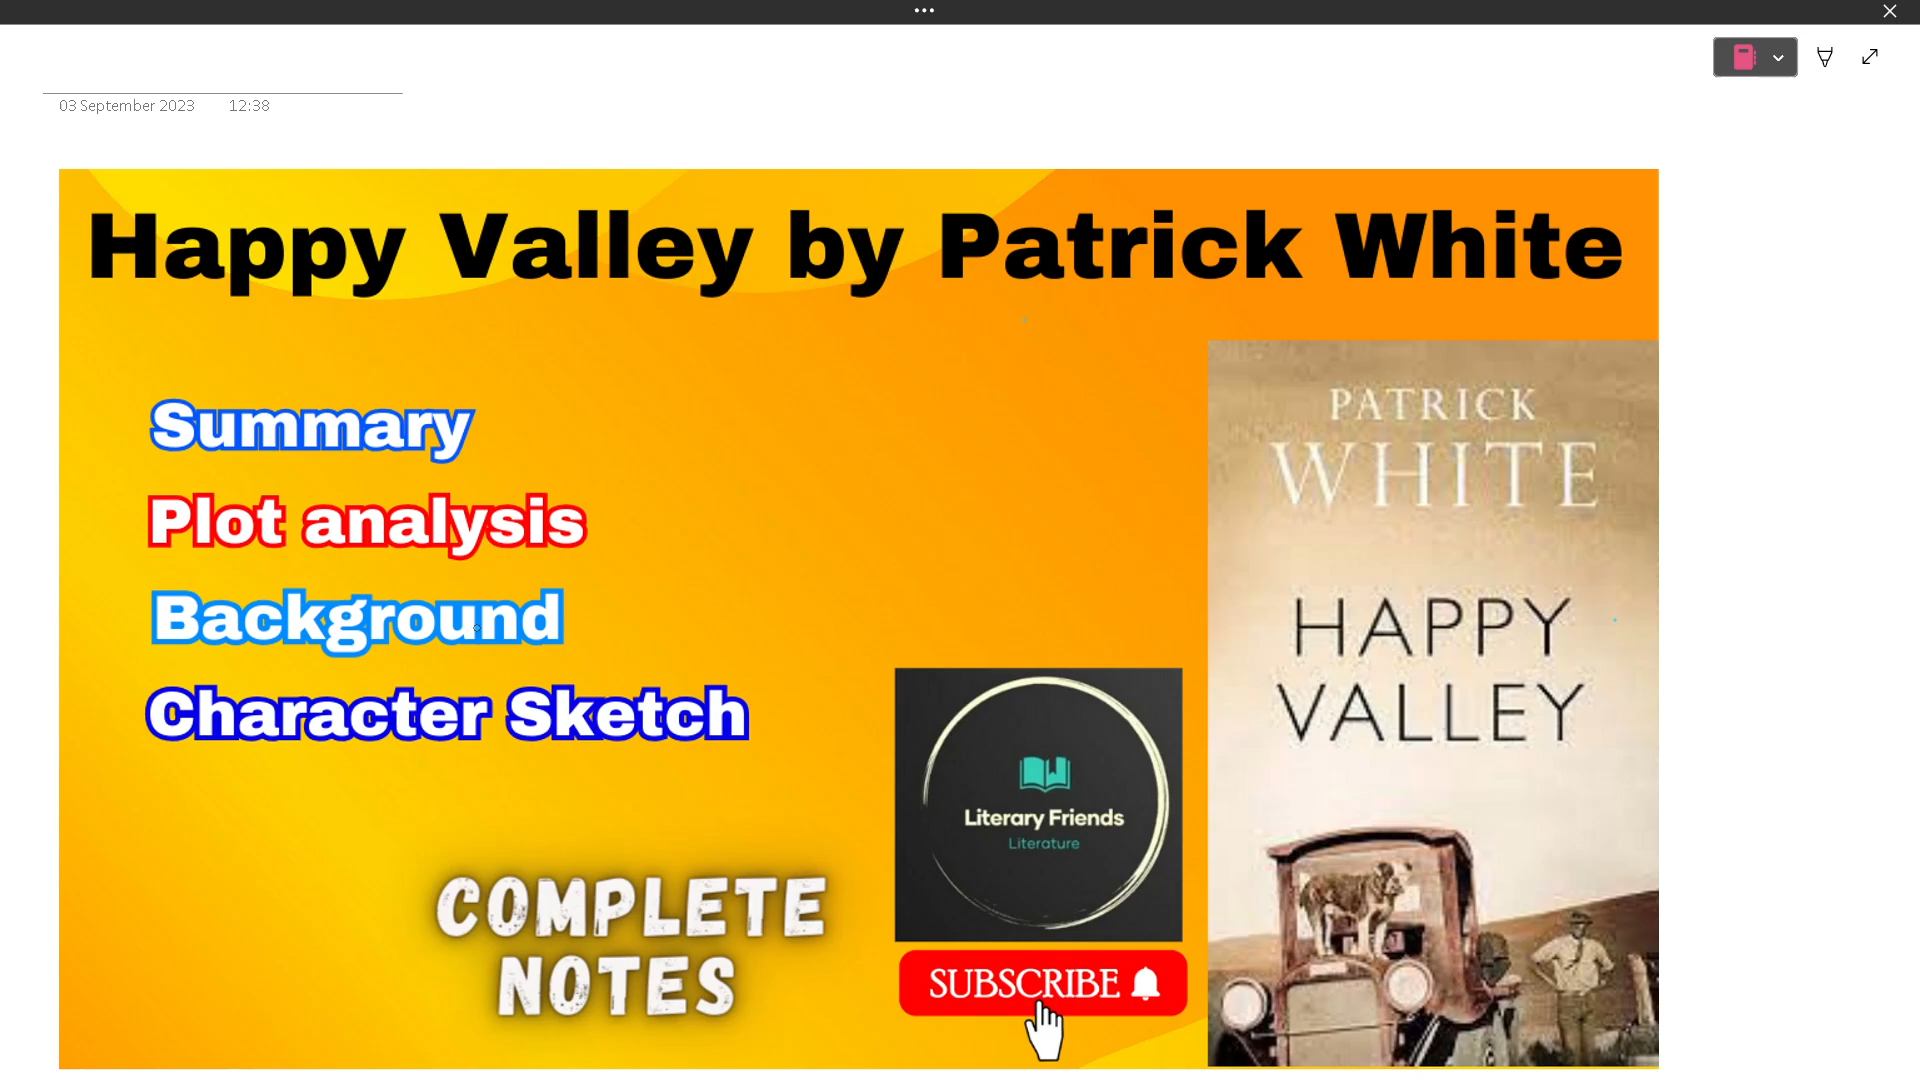 03 September 2023 12:38
Happy Valley by Patrick White
Summary
Plot analysis
Background
Character Sketch
COMPLETE
NOTES
Literary Friends
Literature
SUBSCRIBE
PATRICK
WHITE
HAPPY
VALLEY